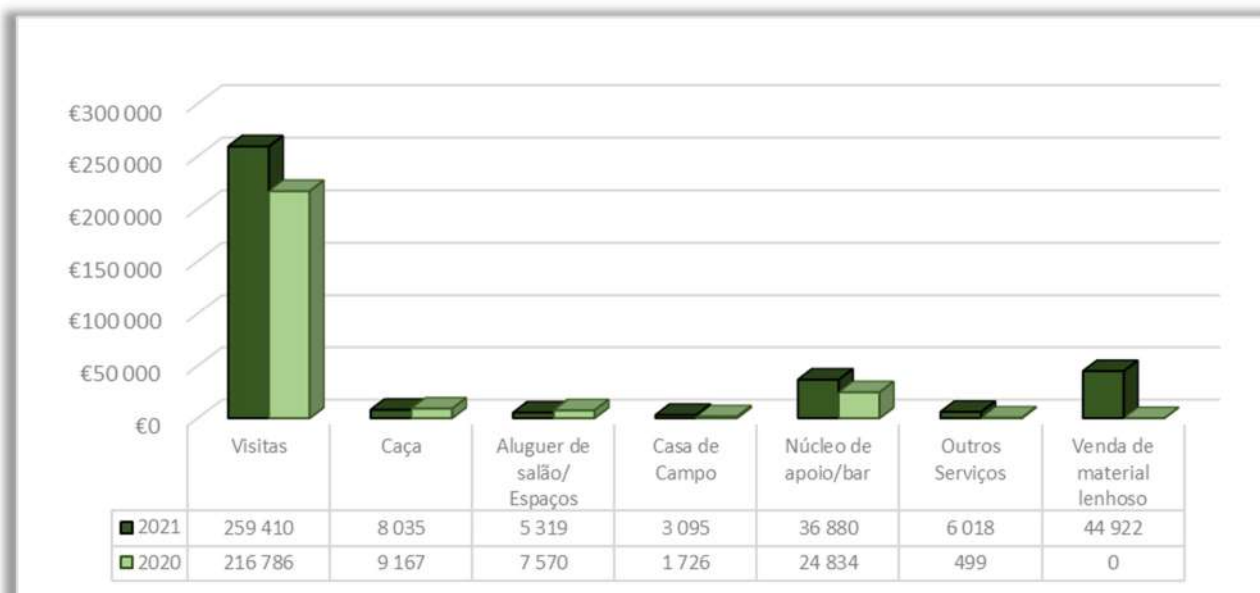 €300 000
€250 000
€200 000
€150 000
€100 000
€50 000
€0
Visitas Caça Aluguer de salão/ Espaços Casa de Campo Núcleo de apoio/bar Outros Serviços Venda de material lenhoso
2021 259 410 8 035 5 319 3 095 36 880 6 018 44 922
2020 216 786 9 167 7 570 1 726 24 834 499 0